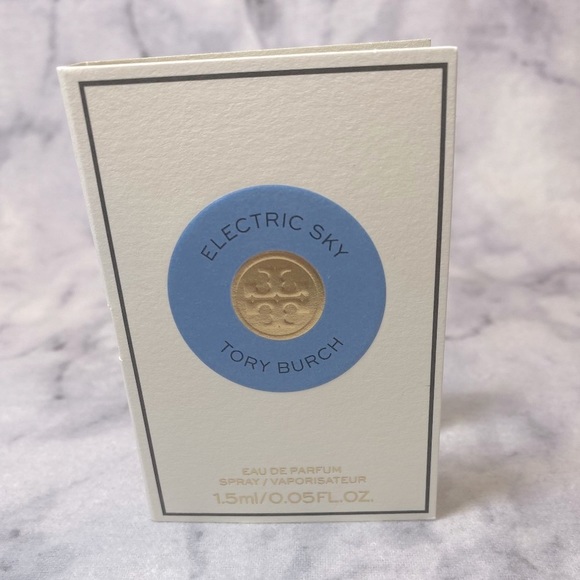 ELECTRIC SKY
TORY BURCH
EAU DE PARFUM
SPRAY / VAPORISATEUR
1.5ml/0.05FL.OZ.